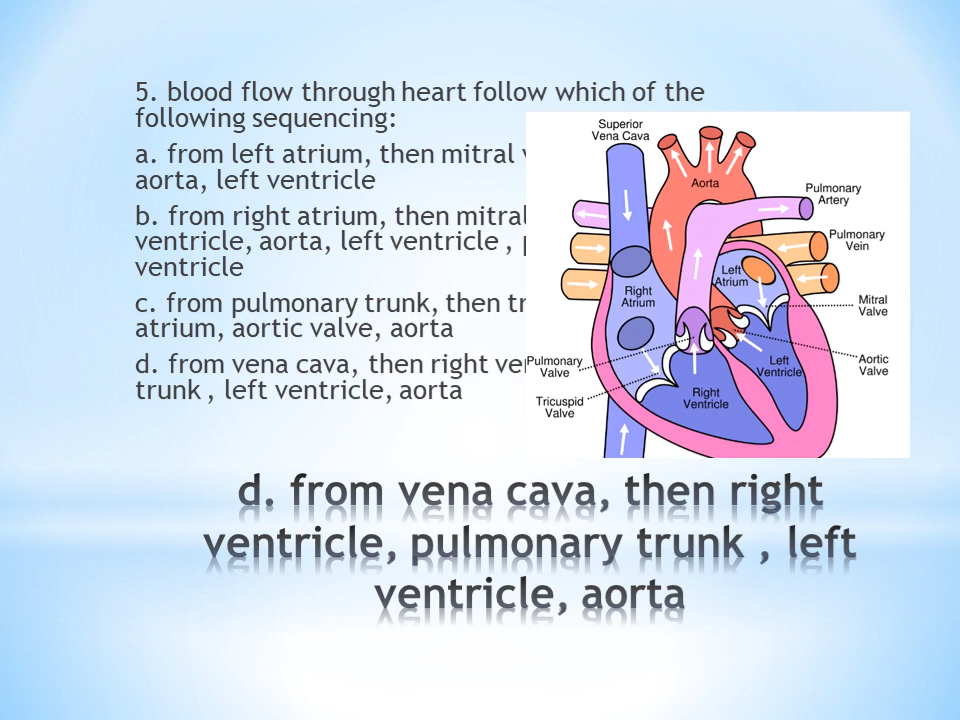 5. blood flow through heart follow which of the
following sequencing:
a. from left atrium, then mitral
aorta, left ventricle
b. from right atrium, then mitral
ventricle, aorta, left ventricle ,
ventricle
c. from pulmonary trunk, then
atrium, aortic valve, aorta
d. from vena cava, then right
trunk , left ventricle, aorta
Superior
Vena Cava
Aorta
Pulmonary
Artery
Pulmonary
Vein
Left
Atrium
Right
Atrium
Mitral
Valve
Pulmonary
Valve
Left
Ventricle
Aortic
Valve
Right
Ventricle
Tricuspid
Valve
d. from vena cava, then right
ventricle, pulmonary trunk , left
ventricle, aorta